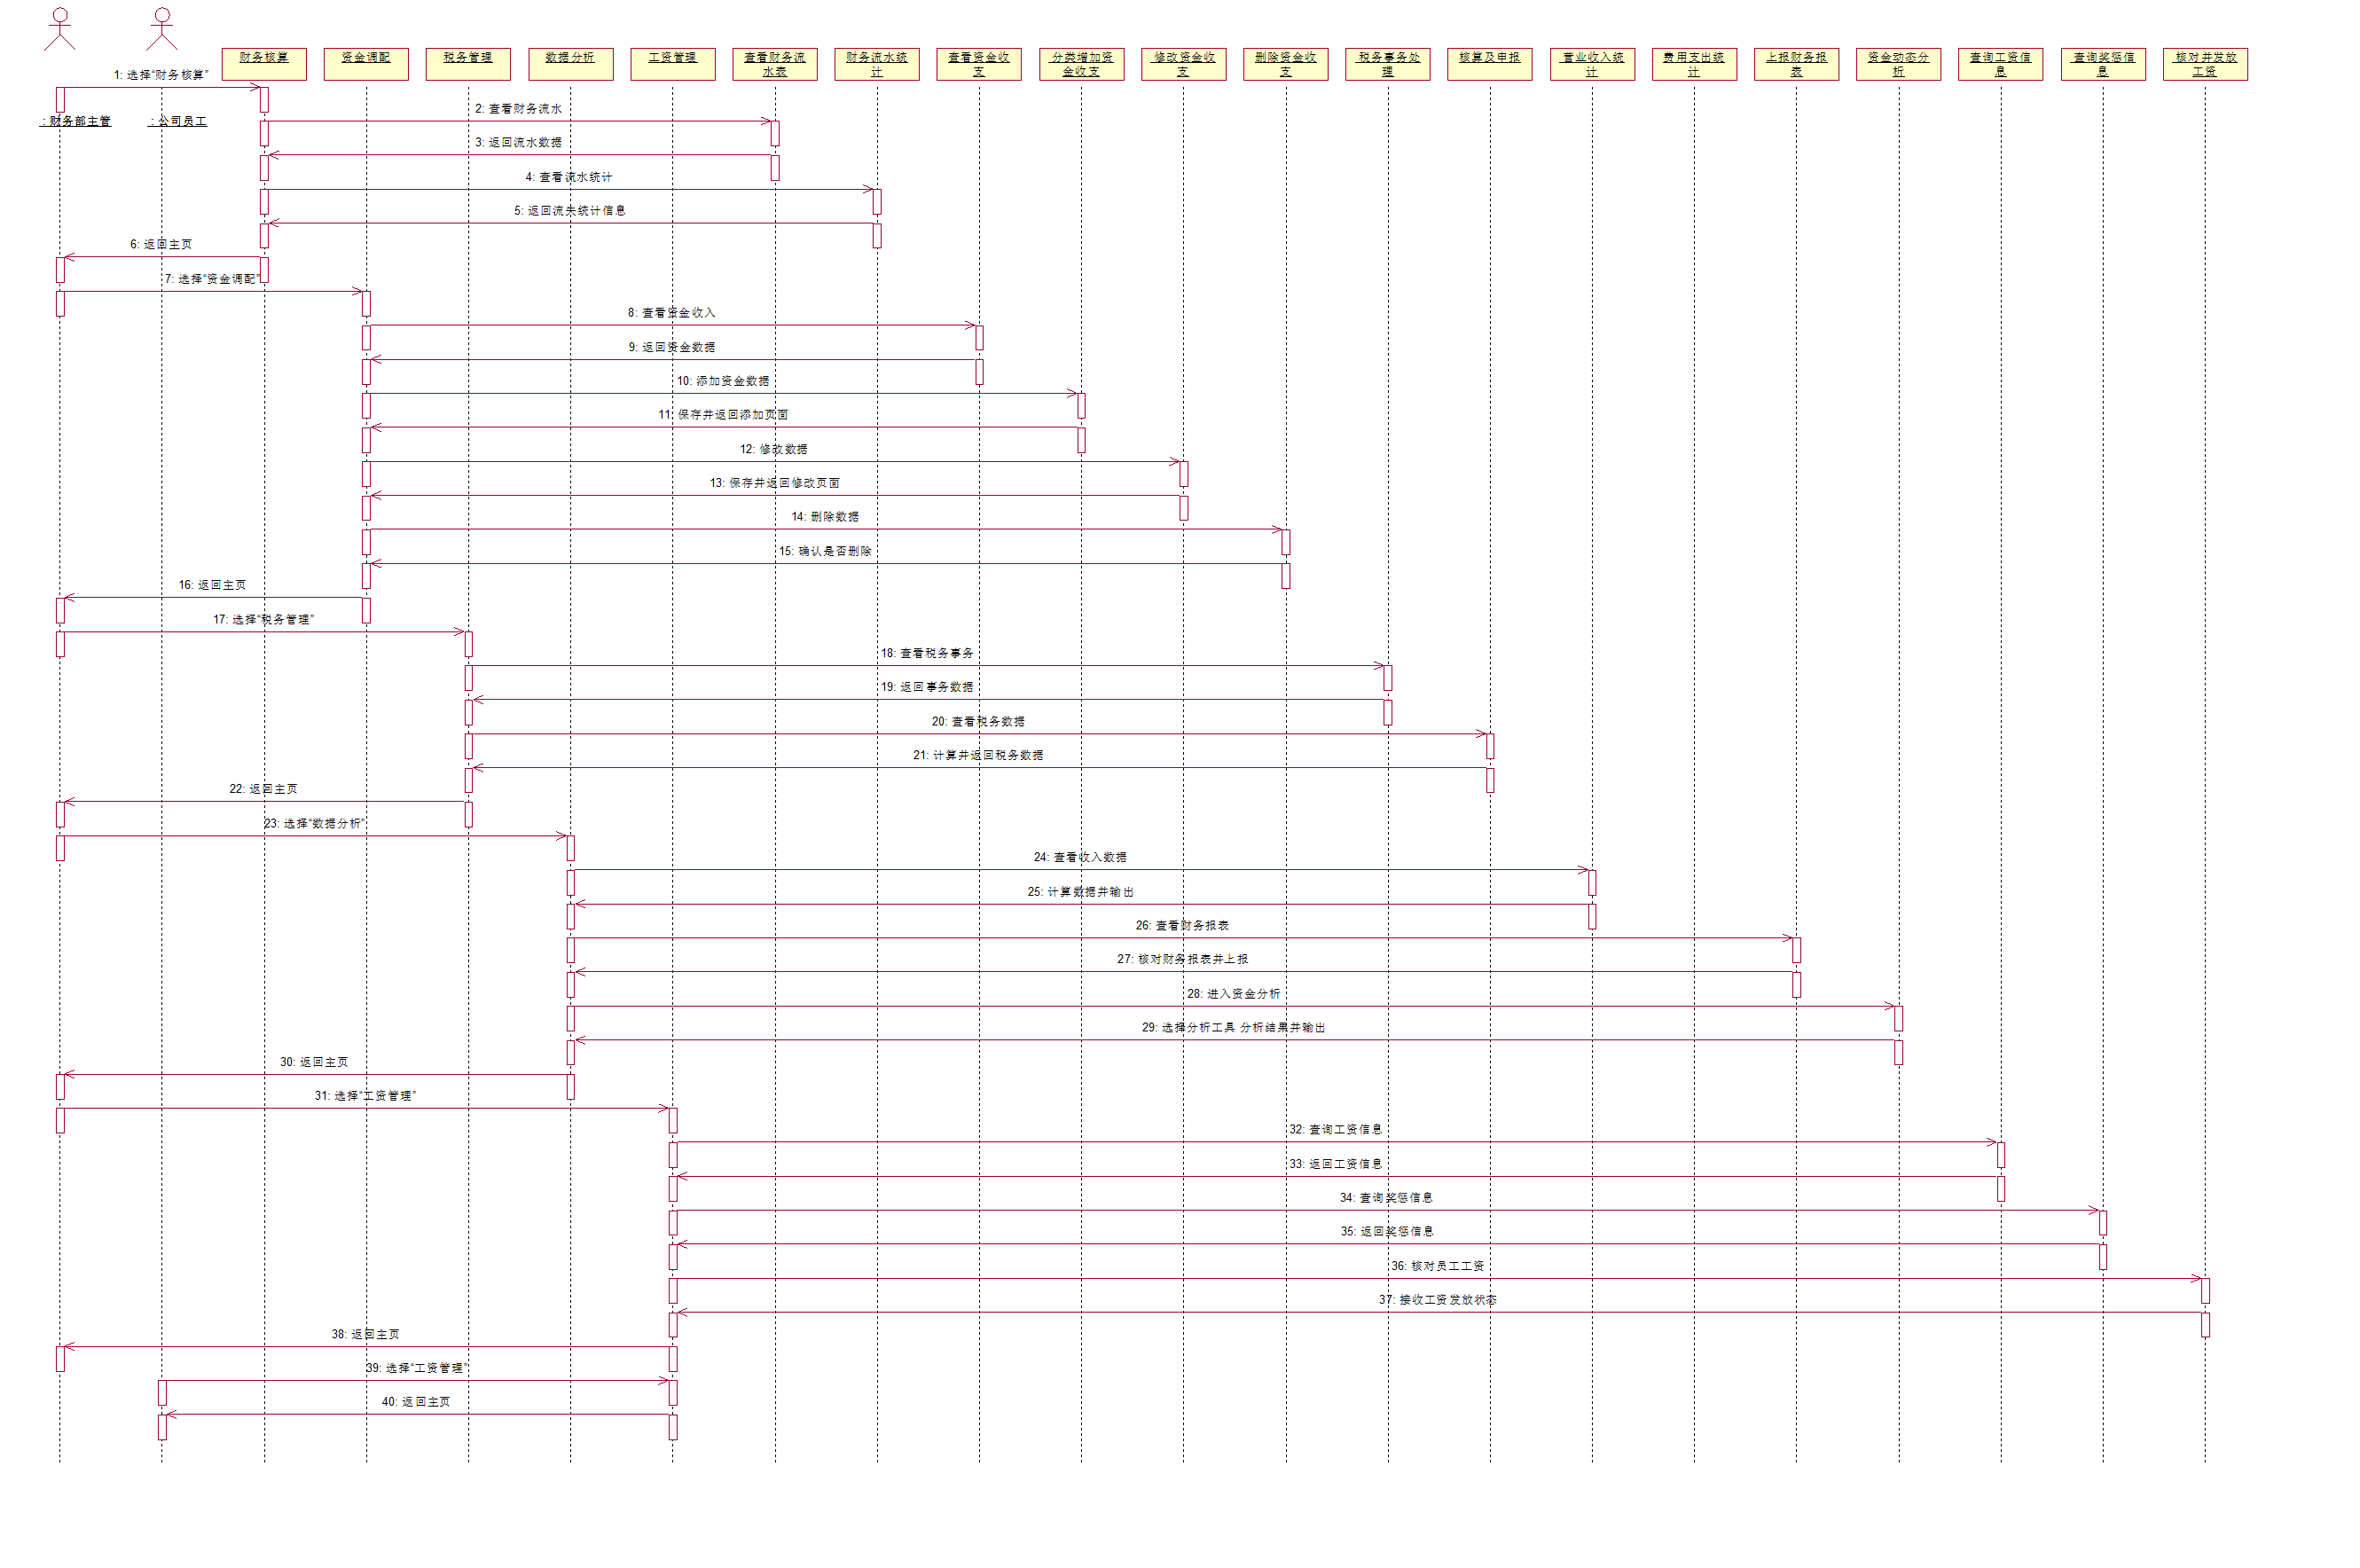 财务核算
资金调配
税务管理
数据分析
工资管理
查看财务流
水表
财务流水统
计
查看资金收
支
分类增加资
金收支
修改资金收
支
删除资金收
支
税务事务处
理
核算及申报
营业收入统
计
费用支出统
计
上报财务报
表
资金动态分
析
查询工资信
息
查询奖惩信
息
核对并发放
工资
1: 选择“财务核算”
2: 查看财务流水
: 财务部主管
: 公司员工
3: 返回流水数据
4: 查看流水统计
5: 返回流失统计信息
6: 返回主页
7: 选择“资金调配”
8: 查看资金收入
9: 返回资金数据
10: 添加资金数据
11: 保存并返回添加页面
12: 修改数据
13: 保存并返回修改页面
14: 删除数据
15: 确认是否删除
16: 返回主页
17: 选择“税务管理”
18: 查看税务事务
19: 返回事务数据
20: 查看税务数据
21: 计算并返回税务数据
22: 返回主页
23: 选择“数据分析”
24: 查看收入数据
25: 计算数据并输出
26: 查看财务报表
27: 核对财务报表并上报
28: 进入资金分析
29: 选择分析工具 分析结果并输出
30: 返回主页
31: 选择“工资管理”
32: 查询工资信息
33: 返回工资信息
34: 查询奖惩信息
35: 返回奖惩信息
36: 核对员工工资
37: 接收工资发放状态
38: 返回主页
39: 选择“工资管理”
40: 返回主页